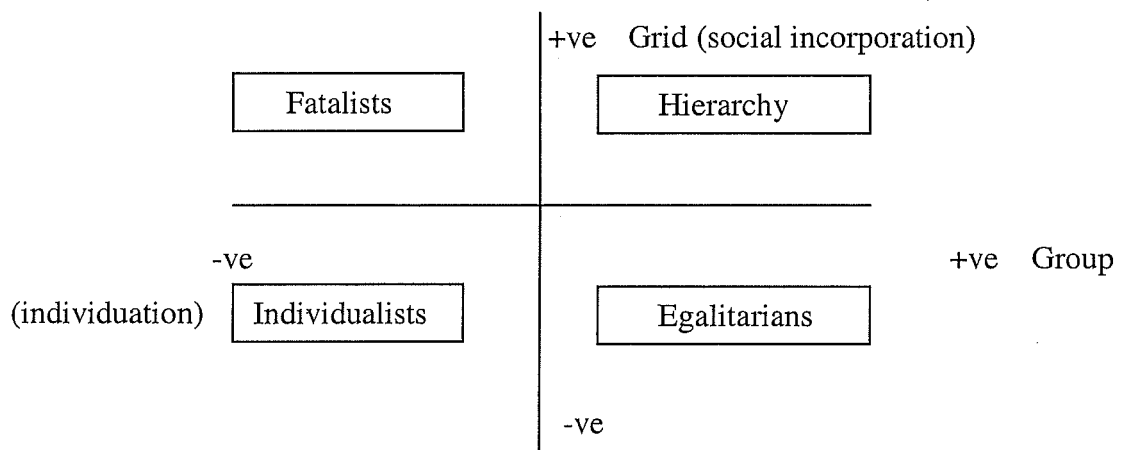 +ve Grid (social incorporation)
Fatalists Hierarchy
-ve +ve Group
(individuation) Individualists Egalitarians
-ve